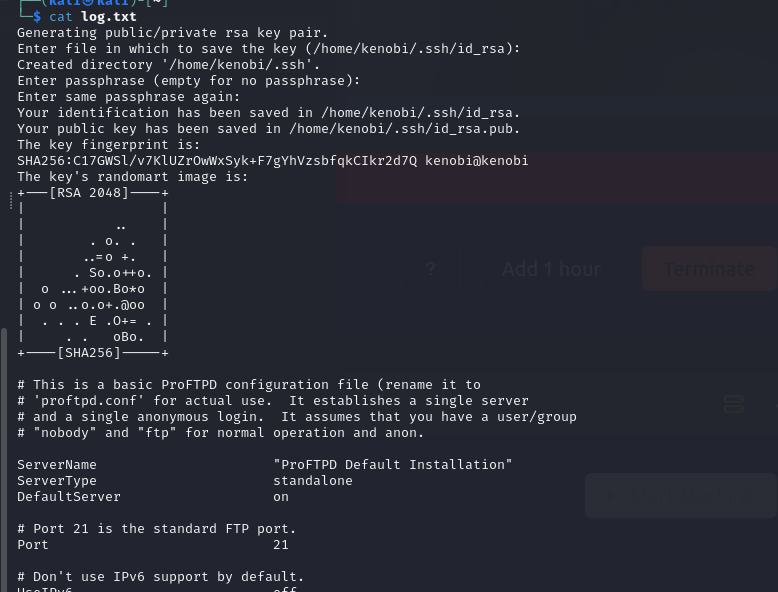 (kali㉿kali)-[~]
└─$ cat log.txt
Generating public/private rsa key pair.
Enter file in which to save the key (/home/kenobi/.ssh/id_rsa):
Created directory '/home/kenobi/.ssh'.
Enter passphrase (empty for no passphrase):
Enter same passphrase again:
Your identification has been saved in /home/kenobi/.ssh/id_rsa.
Your public key has been saved in /home/kenobi/.ssh/id_rsa.pub.
The key fingerprint is:
SHA256:C17GWSl/v7KlUZrOwWxSyk+F7gYhVzsbfqkCIkr2d7Q kenobi@kenobi
The key's randomart image is:
+---[RSA 2048]----+
|                 |
|           ..    |
|        . o. .   |
|       ..=o +.   |
|      . So.o++o. |
|  o ...+oo.Bo*o  |
| o o ..o.o+.@oo  |
|  . . . E .O+= . |
|     . .   oBo.  |
+----[SHA256]-----+
# This is a basic ProFTPD configuration file (rename it to
# 'proftpd.conf' for actual use.  It establishes a single server
# and a single anonymous login.  It assumes that you have a user/group
# "nobody" and "ftp" for normal operation and anon.
ServerName                      "ProFTPD Default Installation"
ServerType                      standalone
DefaultServer                   on
# Port 21 is the standard FTP port.
Port                            21
# Don't use IPv6 support by default.
UseIPv6                         off
?
Add 1 hour
Terminate